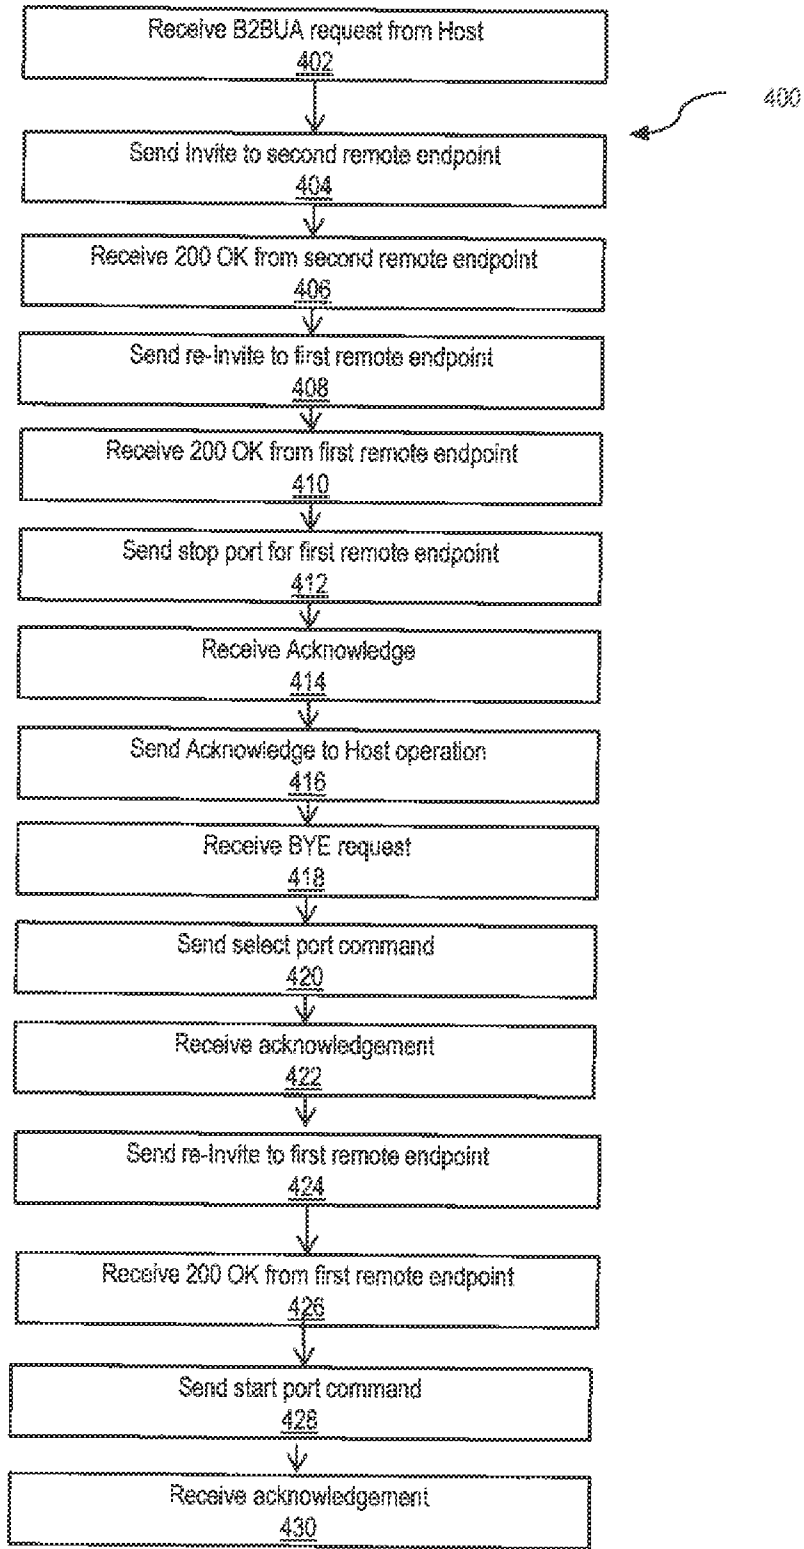 Receive B2BUA request from Host
402
400
Send Invite to second remote endpoint
404
Receive 200 OK from second remote endpoint
406
Send re-Invite to first remote endpoint
408
Receive 200 OK from first remote endpoint
410
Send stop port for first remote endpoint
412
Receive Acknowledge
414
Send Acknowledge to Host operation
416
Receive BYE request
418
Send select port command
420
Receive acknowledgement
422
Send re-Invite to first remote endpoint
424
Receive 200 OK from first remote endpoint
426
Send start port command
428
Receive acknowledgement
430